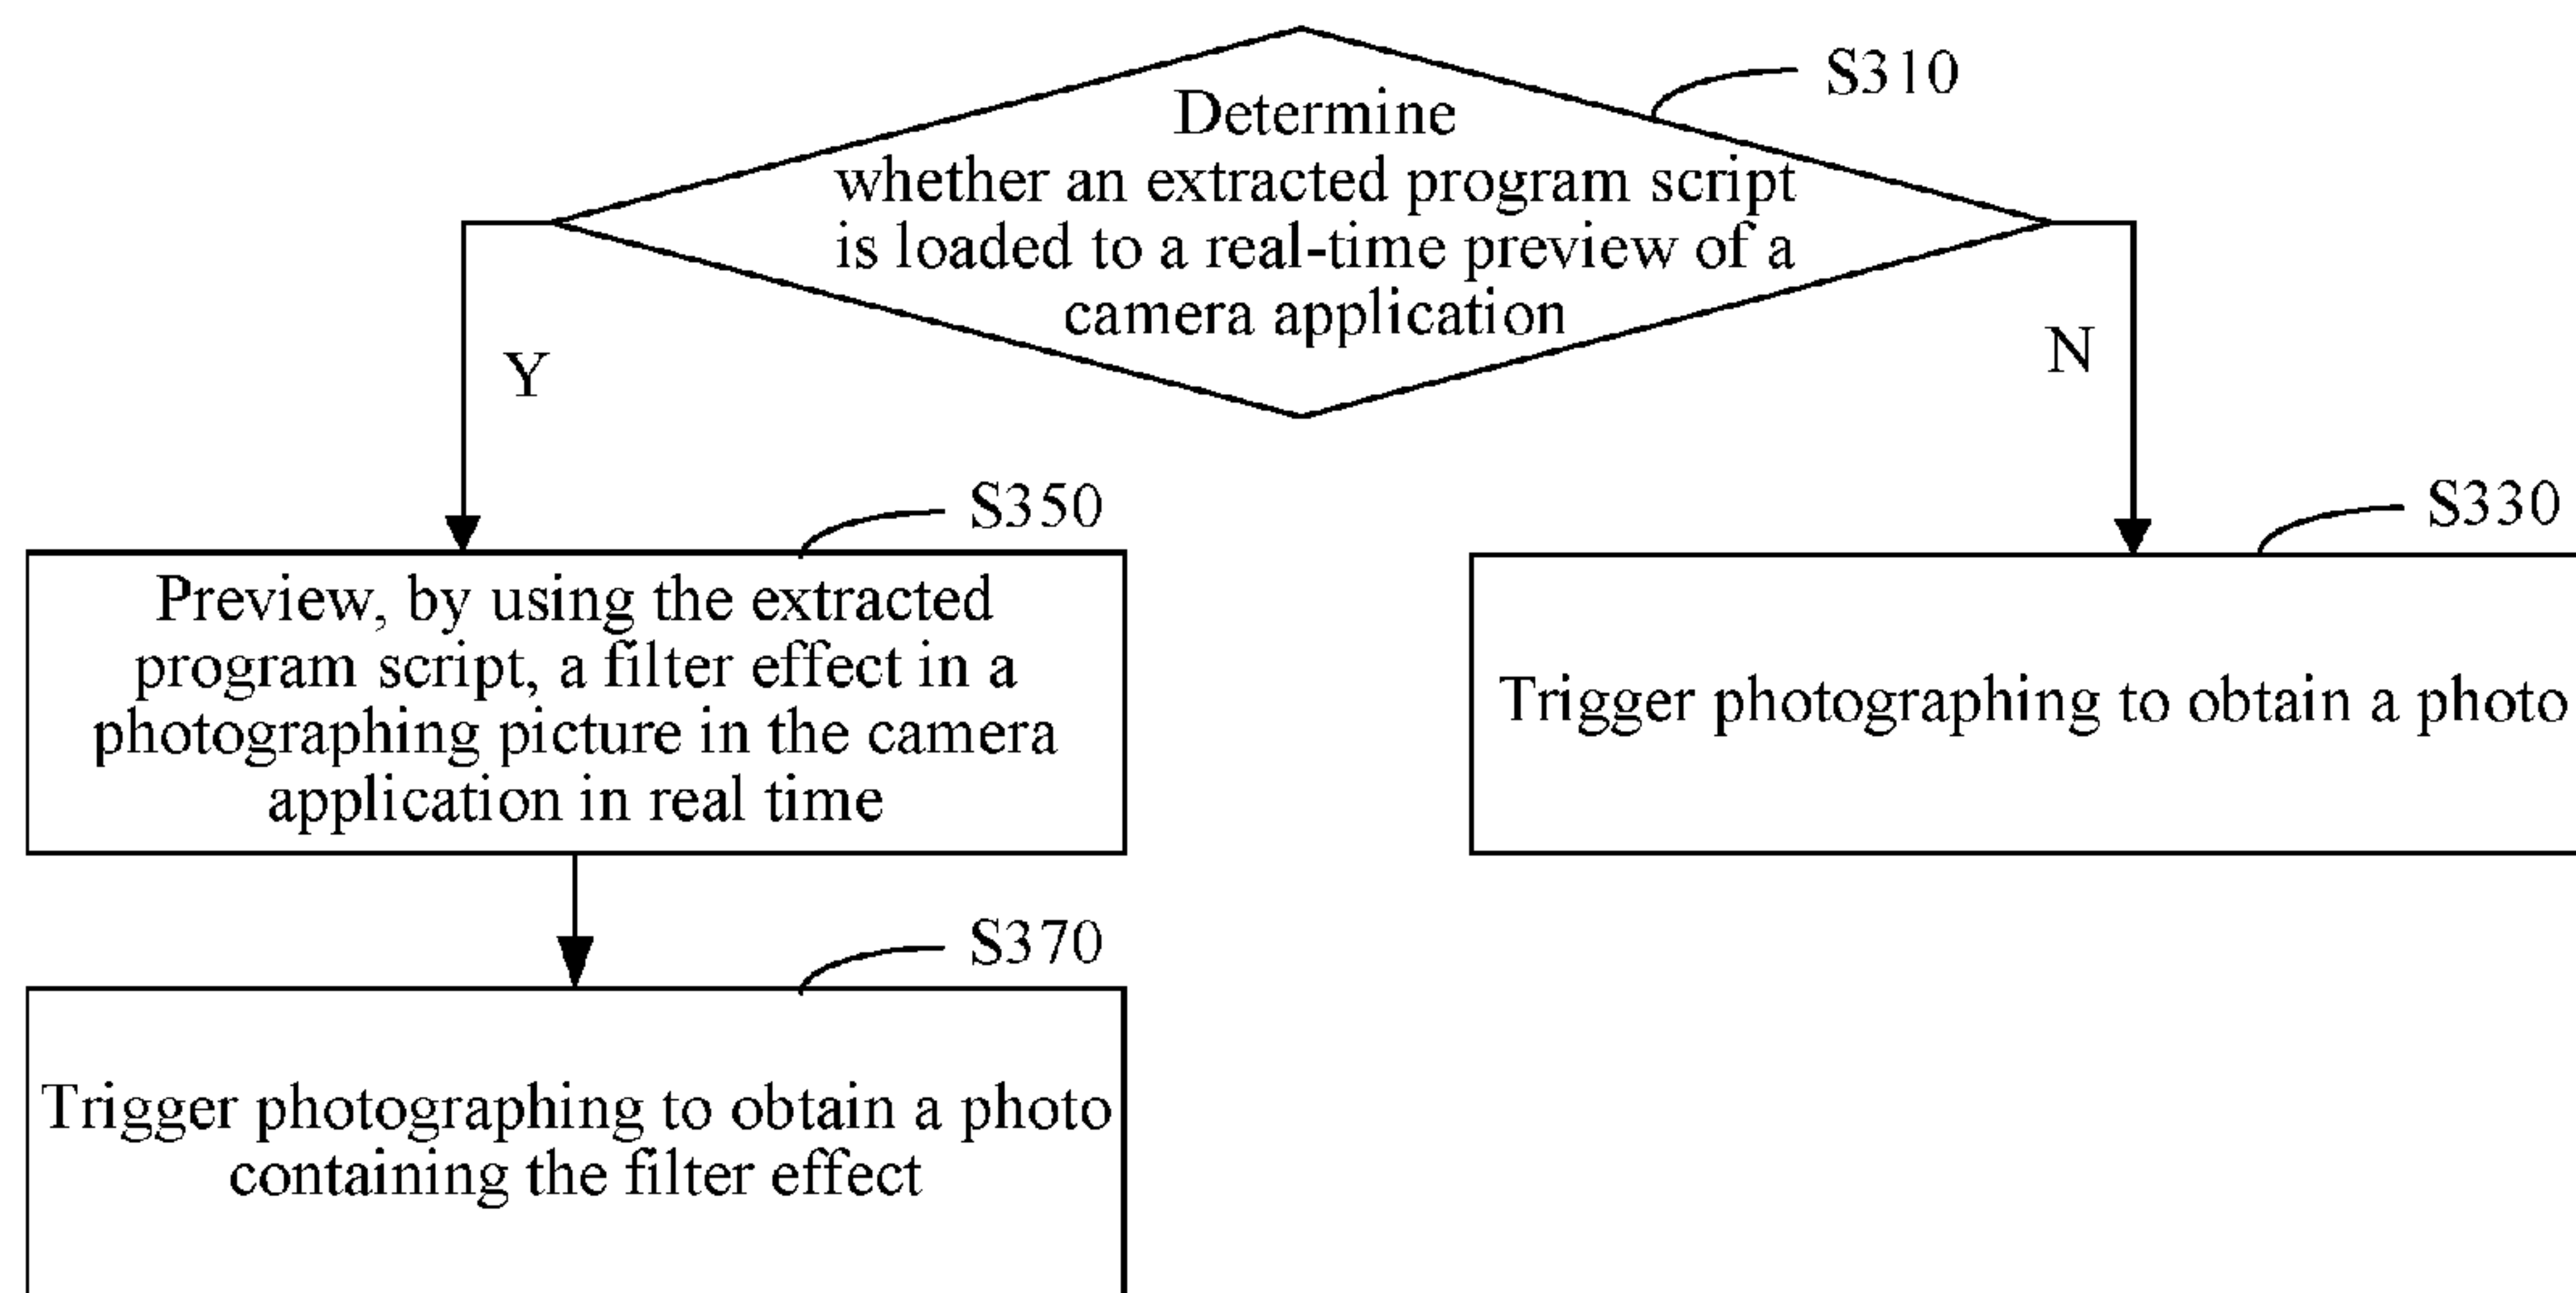 S310
Determine
whether an extracted program script
is loaded to a real-time preview of a
camera application
Y
N
S350
S330
Preview, by using the extracted
program script, a filter effect in a
photographing picture in the camera
application in real time
Trigger photographing to obtain a photo
S370
Trigger photographing to obtain a photo
containing the filter effect